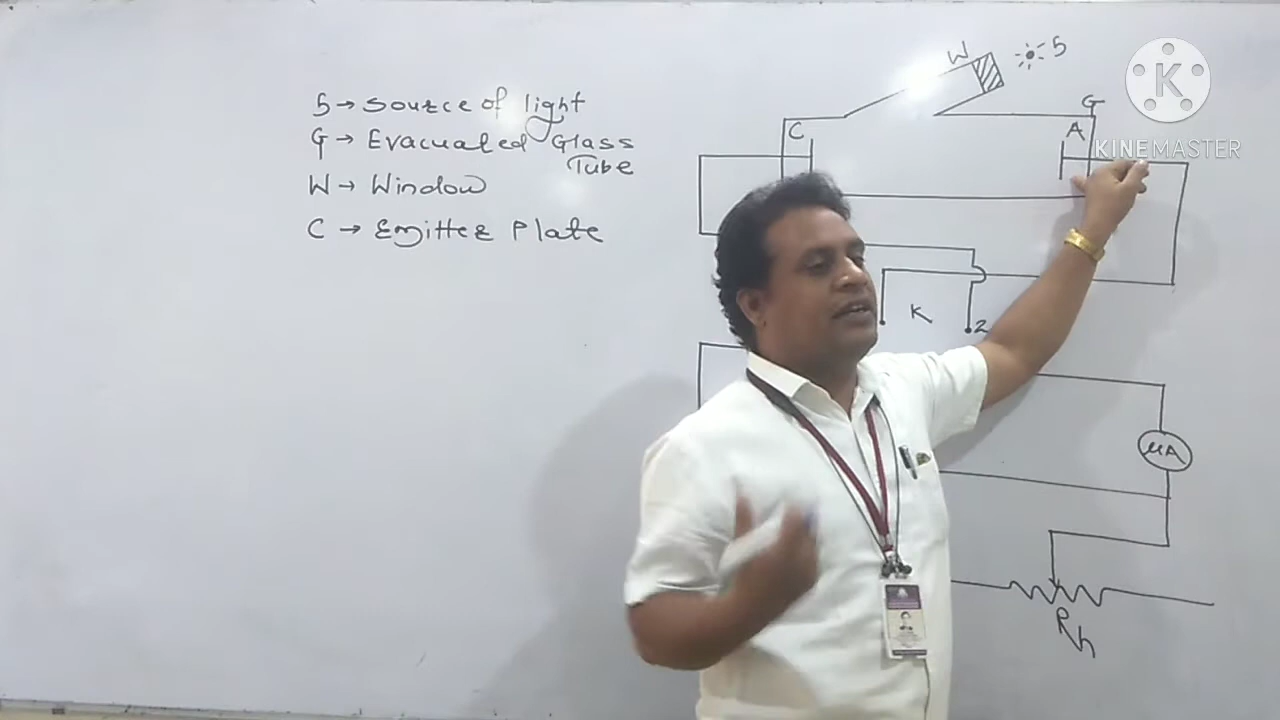 S → Source of light
G → Evacuated Glass
Tube
W → Window
C → Emitter Plate
W
S
G
C
A
K
2
μA
Rh
K
KINEMASTER